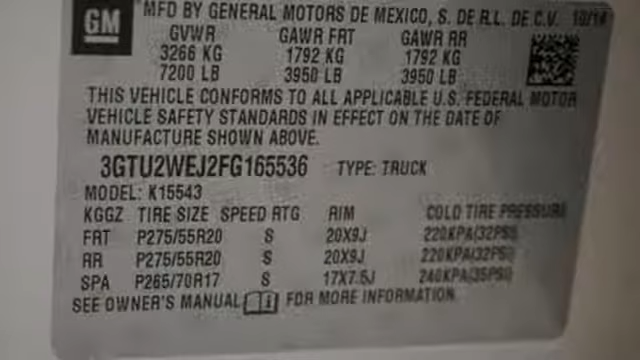 GM
MFD BY GENERAL MOTORS DE MEXICO, S. DE R.L. DE C.V. 10/14
GVWR GAWR FRT GAWR RR
3266 KG 1792 KG 1792 KG
7200 LB 3950 LB 3950 LB
THIS VEHICLE CONFORMS TO ALL APPLICABLE U.S. FEDERAL MOTOR
VEHICLE SAFETY STANDARDS IN EFFECT ON THE DATE OF
MANUFACTURE SHOWN ABOVE.
3GTU2WEJ2FG165536 TYPE: TRUCK
MODEL: K15543
KGGZ TIRE SIZE SPEED RTG RIM COLD TIRE PRESSURE
FRT P275/55R20 S 20X9J 220KPA(32PSI)
RR P275/55R20 S 20X9J 220KPA(32PSI)
SPA P265/70R17 S 17X7.5J 240KPA(35PSI)
SEE OWNER'S MANUAL FOR MORE INFORMATION